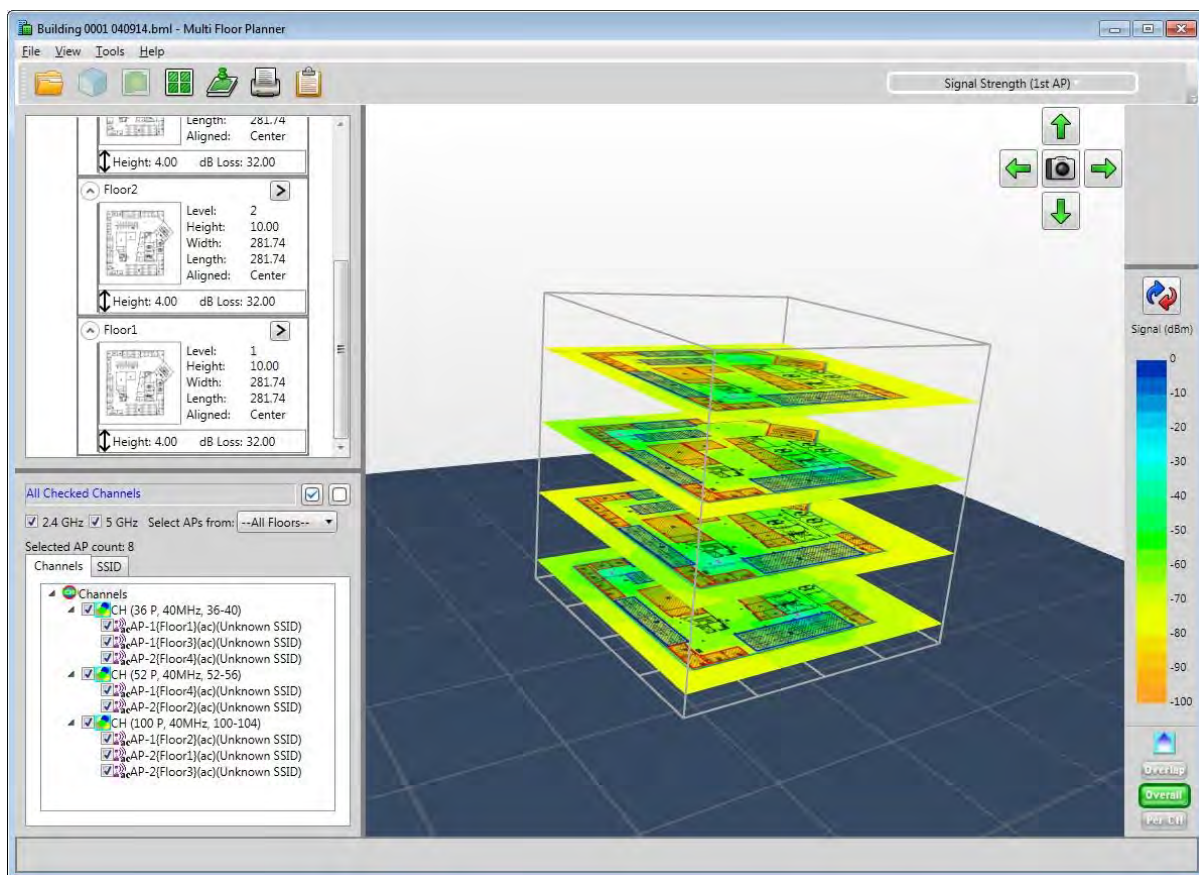 Building 0001 040914.bml - Multi Floor Planner
File View Tools Help
Signal Strength (1st AP)
Length: 281.74
Aligned: Center
Height: 4.00 dB Loss: 32.00
Floor2
Level: 2
Height: 10.00
Width: 281.74
Length: 281.74
Aligned: Center
Height: 4.00 dB Loss: 32.00
Floor1
Level: 1
Height: 10.00
Width: 281.74
Length: 281.74
Aligned: Center
Height: 4.00 dB Loss: 32.00
All Checked Channels
2.4 GHz 5 GHz Select APs from: --All Floors--
Selected AP count: 8
Channels SSID
Channels
CH (36 P, 40MHz, 36-40)
ac AP-1{Floor1}(ac)(Unknown SSID)
ac AP-1{Floor3}(ac)(Unknown SSID)
ac AP-2{Floor4}(ac)(Unknown SSID)
CH (52 P, 40MHz, 52-56)
ac AP-1{Floor4}(ac)(Unknown SSID)
ac AP-2{Floor2}(ac)(Unknown SSID)
CH (100 P, 40MHz, 100-104)
ac AP-1{Floor2}(ac)(Unknown SSID)
ac AP-2{Floor1}(ac)(Unknown SSID)
ac AP-2{Floor3}(ac)(Unknown SSID)
Signal (dBm)
0
-10
-20
-30
-40
-50
-60
-70
-80
-90
-100
Overlap
Overall
Per CH